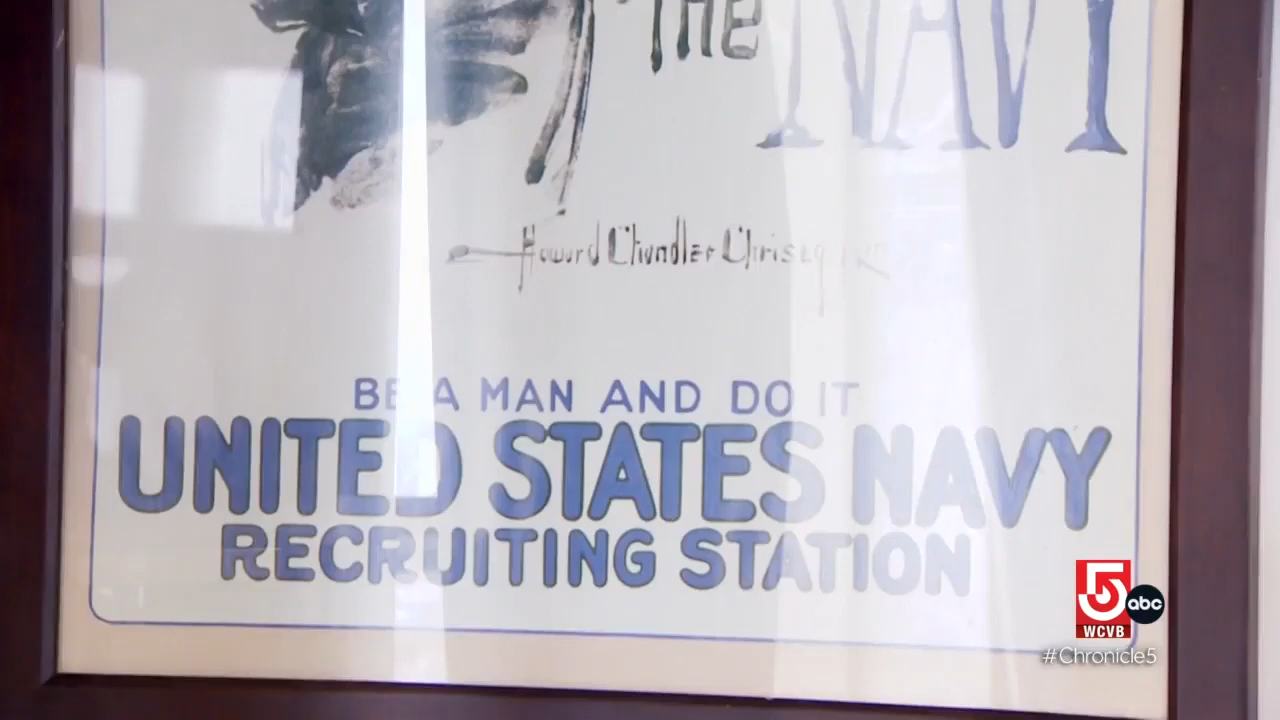 THE NAVY
Howard Chandler Christy
BE A MAN AND DO IT
UNITED STATES NAVY
RECRUITING STATION
5 abc
WCVB
#Chronicle5